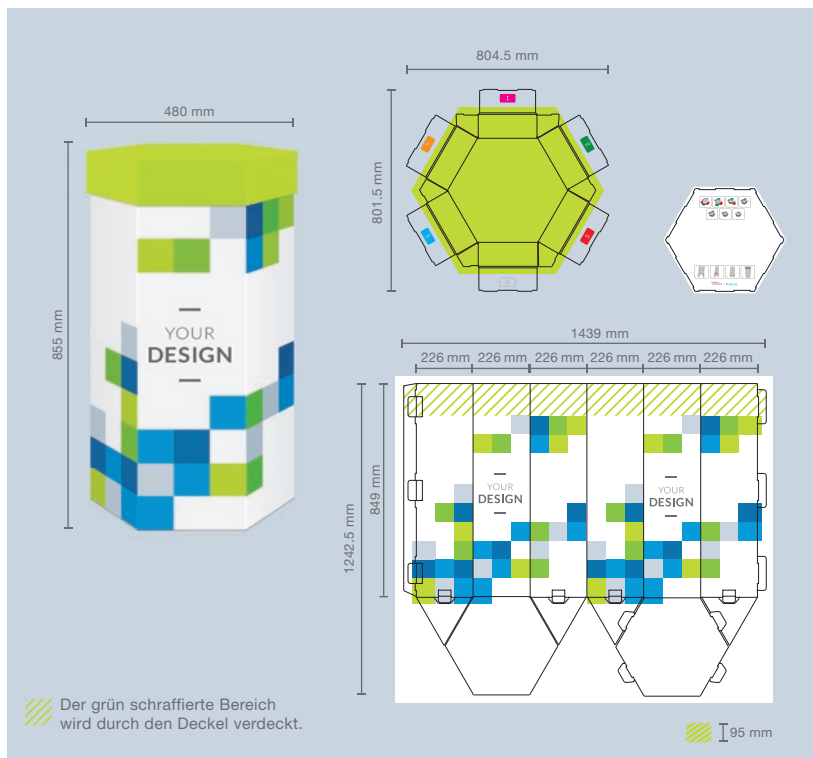 804.5 mm
480 mm
801.5 mm
855 mm
YOUR
DESIGN
1439 mm
226 mm 226 mm 226 mm 226 mm 226 mm 226 mm
849 mm
1242.5 mm
YOUR
DESIGN
YOUR
DESIGN
Der grün schraffierte Bereich
wird durch den Deckel verdeckt.
95 mm